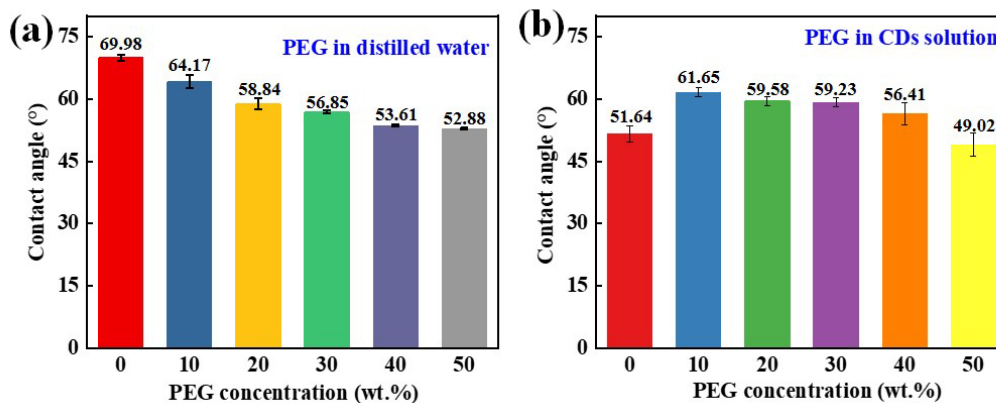 (a)
PEG in distilled water
Contact angle (°)
75
60
45
30
15
0
69.98
64.17
58.84
56.85
53.61
52.88
0 10 20 30 40 50
PEG concentration (wt.%)
(b)
PEG in CDs solution
Contact angle (°)
75
60
45
30
15
0
51.64
61.65
59.58
59.23
56.41
49.02
0 10 20 30 40 50
PEG concentration (wt.%)